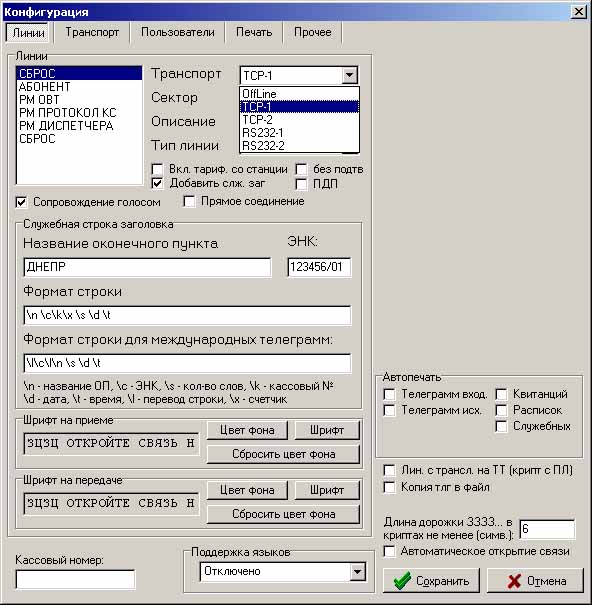 Конфигурация
Линии
Транспорт
Пользователи
Печать
Прочее
Линии
СБРОС
АБОНЕНТ
РМ ОВТ
РМ ПРОТОКОЛ КС
РМ ДИСПЕТЧЕРА
СБРОС
Транспорт
TCP-1
Сектор
Описание
Тип линии
OffLine
TCP-1
TCP-2
RS232-1
RS232-2
Вкл. тариф. со станции
без подтв
Добавить слж. заг
ПДП
Сопровождение голосом
Прямое соединение
Служебная строка заголовка
Название оконечного пункта
ЭНК:
ДНЕПР
123456/01
Формат строки
\n \c\k\x \s \d \t
Формат строки для международных телеграмм:
\l\c\l\n \s \d \t
\n - название ОП, \c - ЭНК, \s - кол-во слов, \k - кассовый №
\d - дата, \t - время, \l - перевод строки, \x - счетчик
Шрифт на приеме
ЗЦЗЦ ОТКРОЙТЕ СВЯЗЬ Н
Цвет фона
Шрифт
Сбросить цвет фона
Шрифт на передаче
ЗЦЗЦ ОТКРОЙТЕ СВЯЗЬ Н
Цвет фона
Шрифт
Сбросить цвет фона
Кассовый номер:
Поддержка языков
Отключено
Автопечать
Телеграмм вход.
Квитанций
Телеграмм исх.
Расписок
Служебных
Лин. с трансл. на ТТ (крипт с ПЛ)
Копия тлг в файл
Длина дорожки ЗЗЗЗ... в
криптах не менее (симв.):
6
Автоматическое открытие связи
Сохранить
Отмена